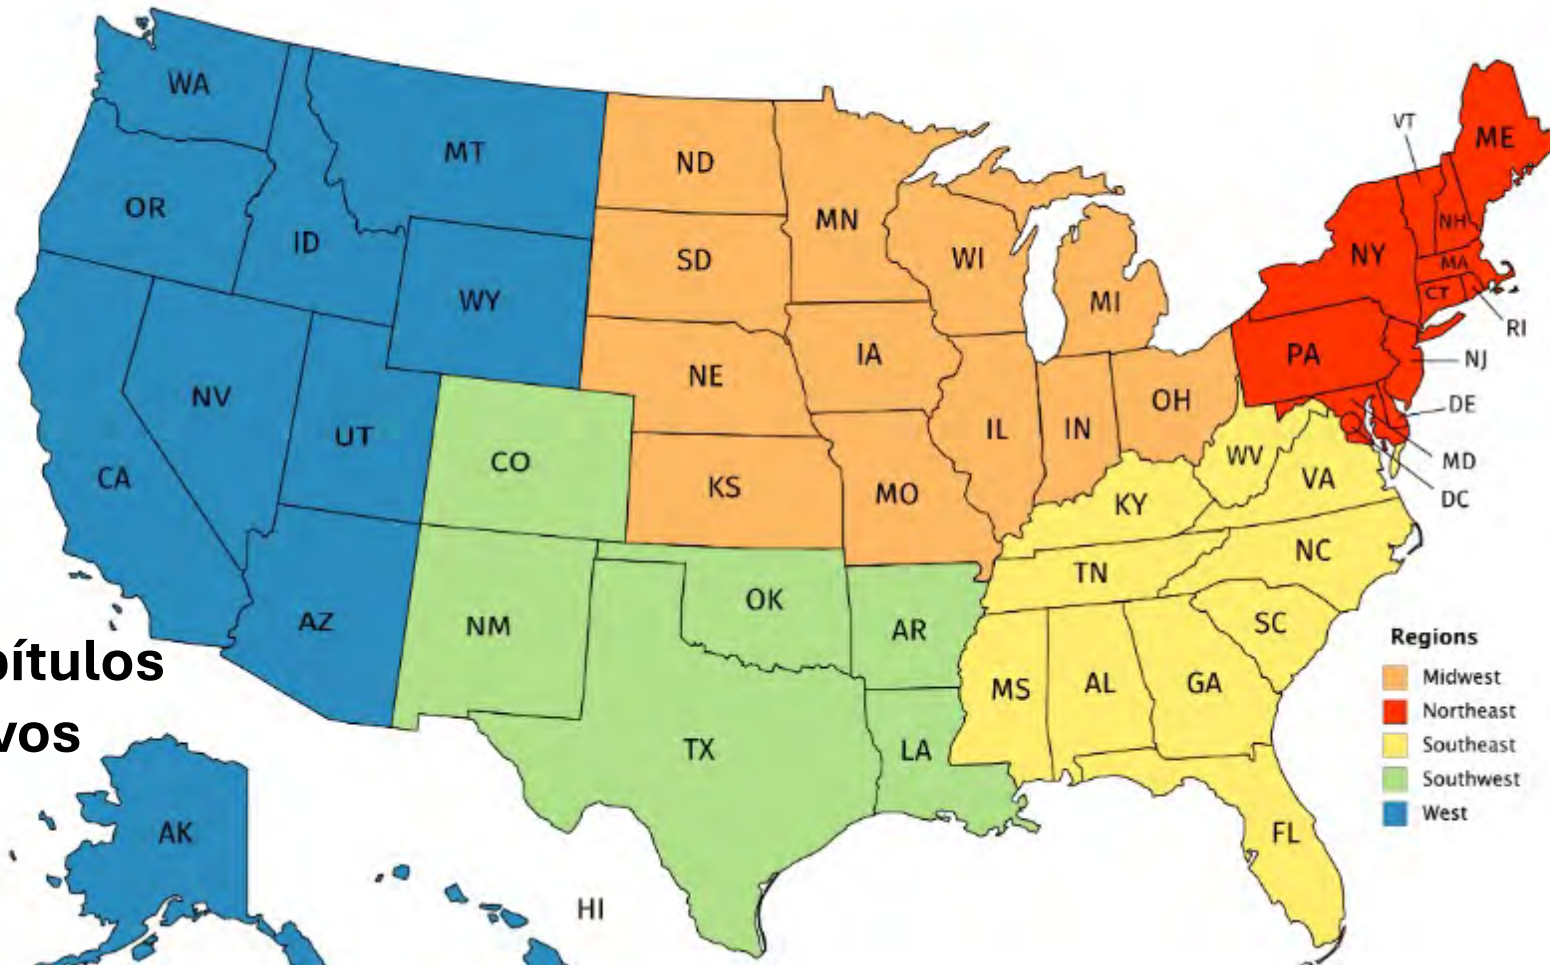 WA
MT
ND
MN
VT
ME
OR
ID
SD
WI
NH
NY
MA
WY
MI
CT
RI
IA
PA
NJ
NE
NV
OH
DE
UT
IL
IN
CO
WV
MD
CA
KS
MO
VA
DC
KY
NC
TN
OK
AZ
NM
AR
SC
Regions
pítulos
Midwest
MS
AL
GA
Northeast
vos
TX
LA
Southeast
Southwest
West
AK
FL
HI